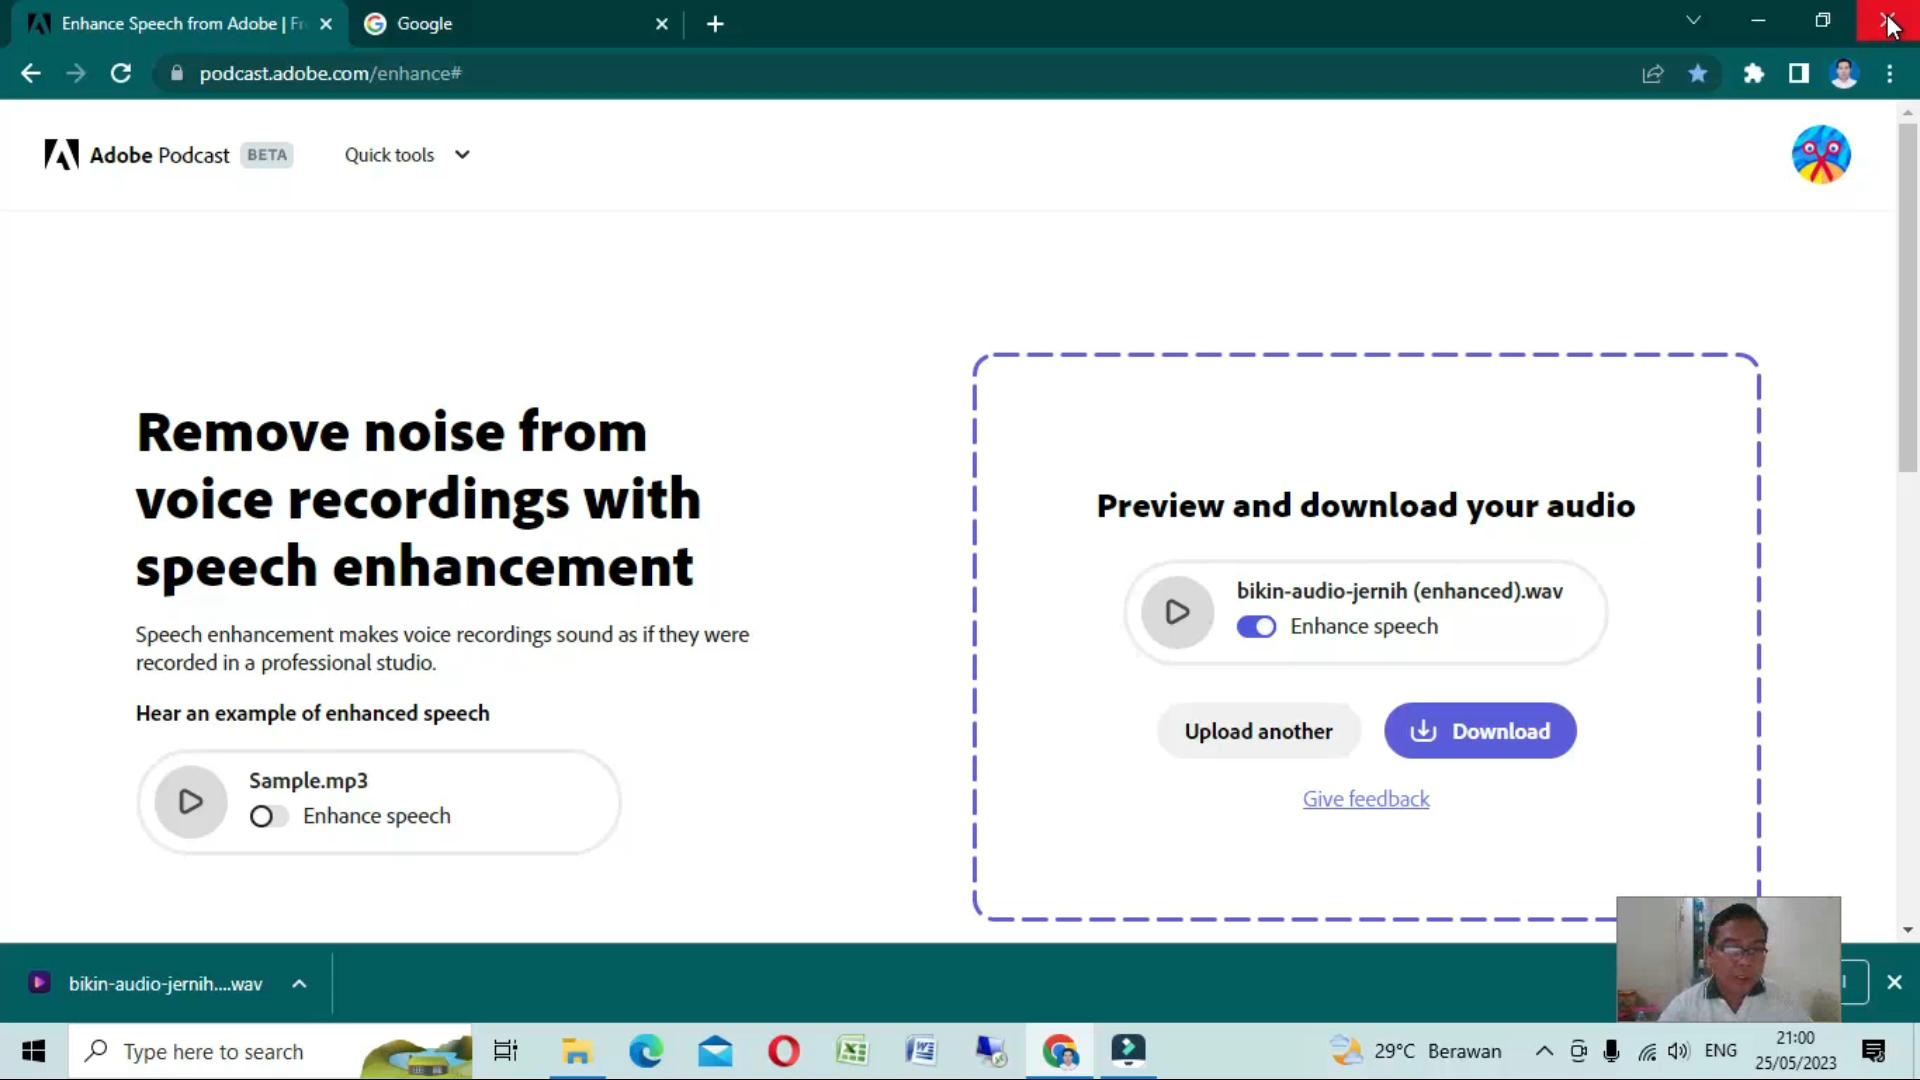 Enhance Speech from Adobe | Fr
Google
podcast.adobe.com/enhance#
Adobe Podcast BETA
Quick tools
Remove noise from
voice recordings with
speech enhancement
Speech enhancement makes voice recordings sound as if they were
recorded in a professional studio.
Hear an example of enhanced speech
Sample.mp3
Enhance speech
Preview and download your audio
bikin-audio-jernih (enhanced).wav
Enhance speech
Upload another
Download
Give feedback
bikin-audio-jernih....wav
Type here to search
29°C Berawan
ENG
21:00
25/05/2023